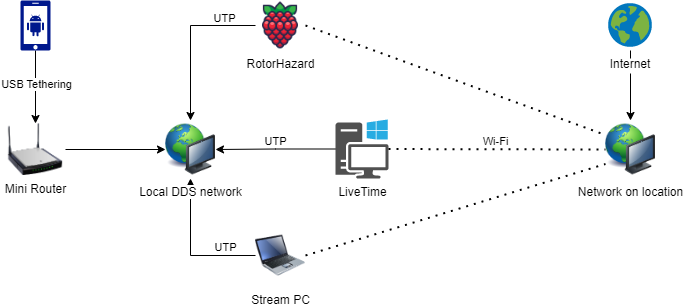 UTP
RotorHazard
Internet
USB Tethering
UTP
Wi-Fi
Mini Router
Local DDS network
LiveTime
Network on location
UTP
Stream PC